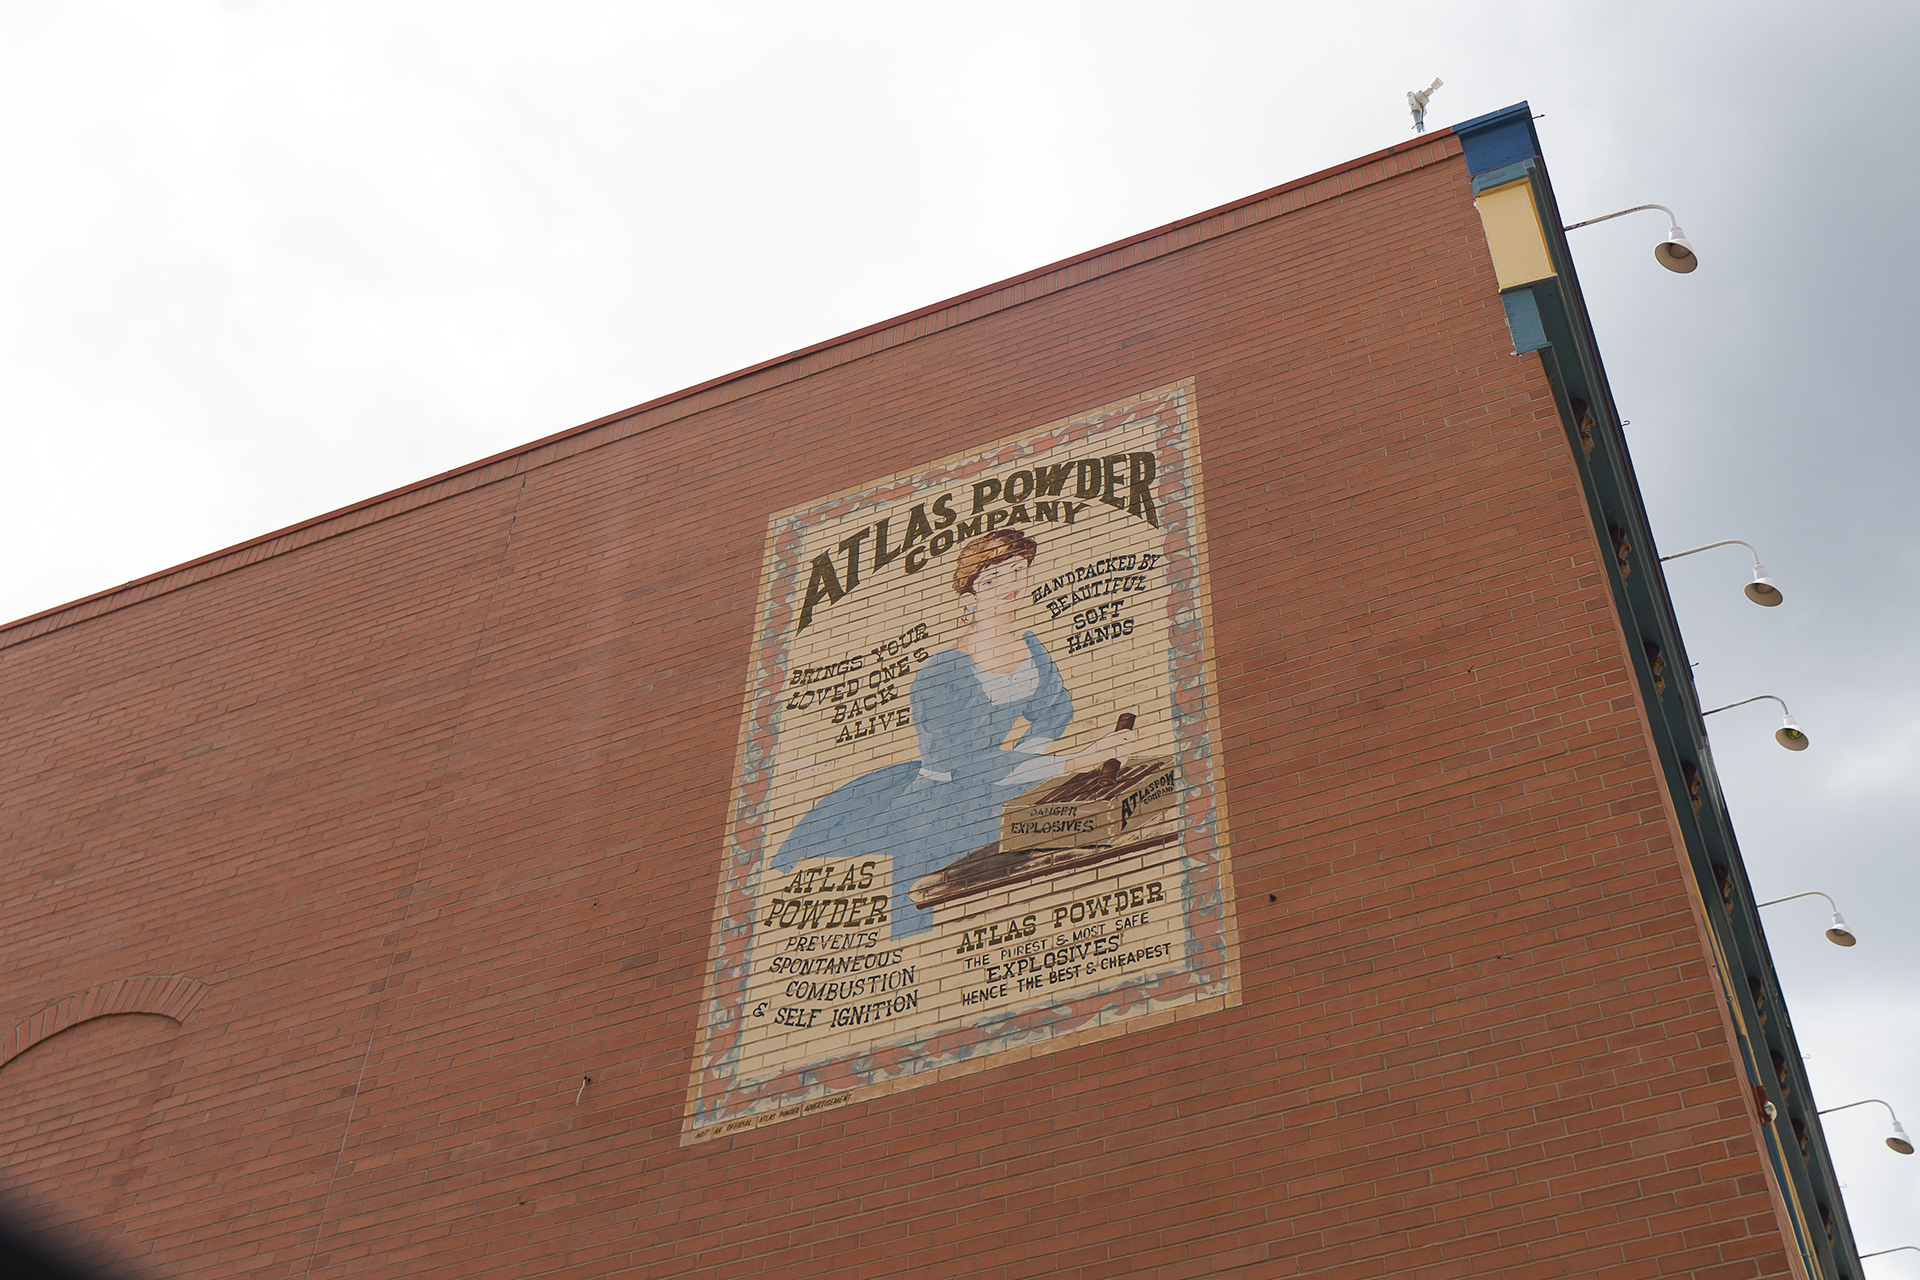 ATLAS POWDER
COMPANY
HANDPACKED BY
BEAUTIFUL
SOFT
HANDS
BRINGS YOUR
LOVED ONE'S
BACK
ALIVE
DANGER
EXPLOSIVES
ATLAS POW
COMPANY
ATLAS
POWDER
PREVENTS
SPONTANEOUS
COMBUSTION
& SELF IGNITION
ATLAS POWDER
THE PUREST & MOST SAFE
EXPLOSIVES
HENCE THE BEST & CHEAPEST
NOT AN OFFICIAL ATLAS POWDER ADVERTISEMENT